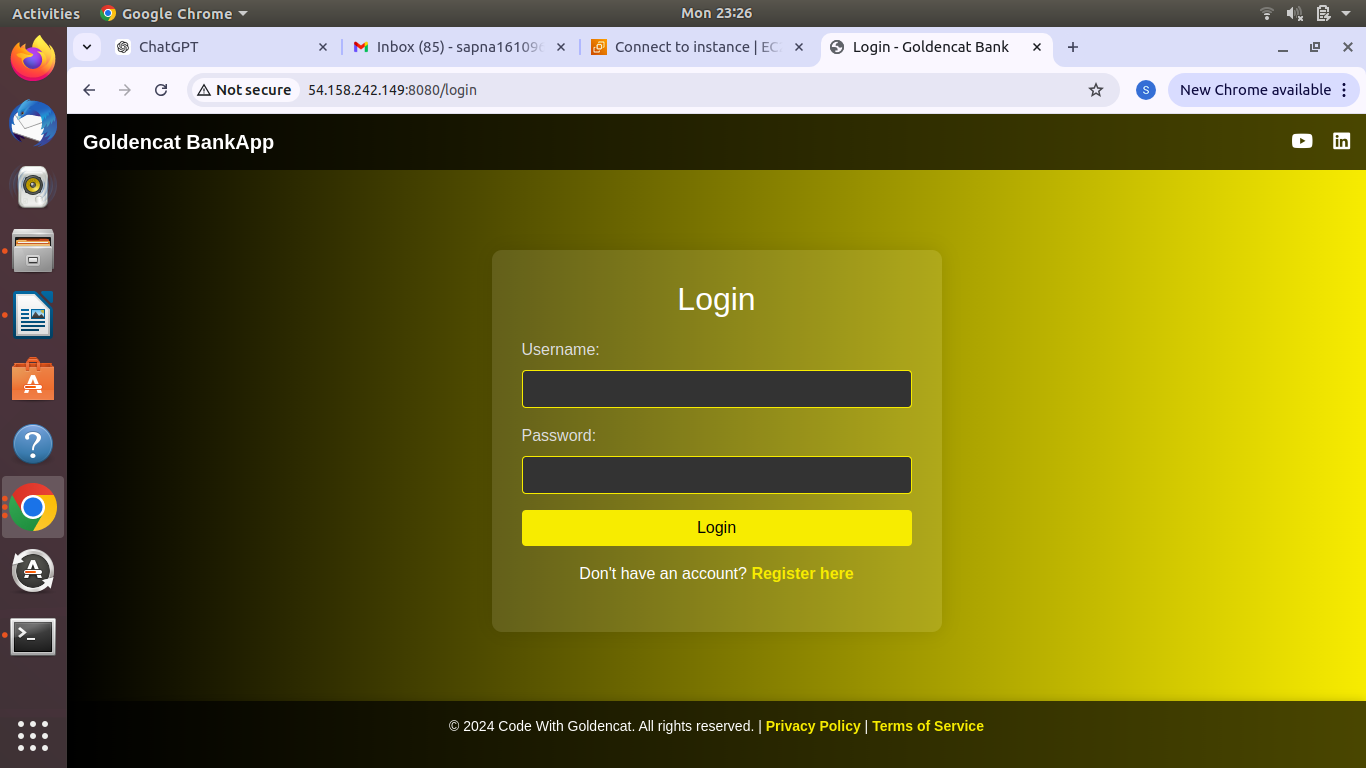 Activities Google Chrome Mon 23:26
ChatGPT Inbox (85) - sapna16109 Connect to instance | EC Login - Goldencat Bank
Not secure 54.158.242.149:8080/login S New Chrome available
Goldencat BankApp
Login
Username:
Password:
Login
Don't have an account? Register here
© 2024 Code With Goldencat. All rights reserved. | Privacy Policy | Terms of Service